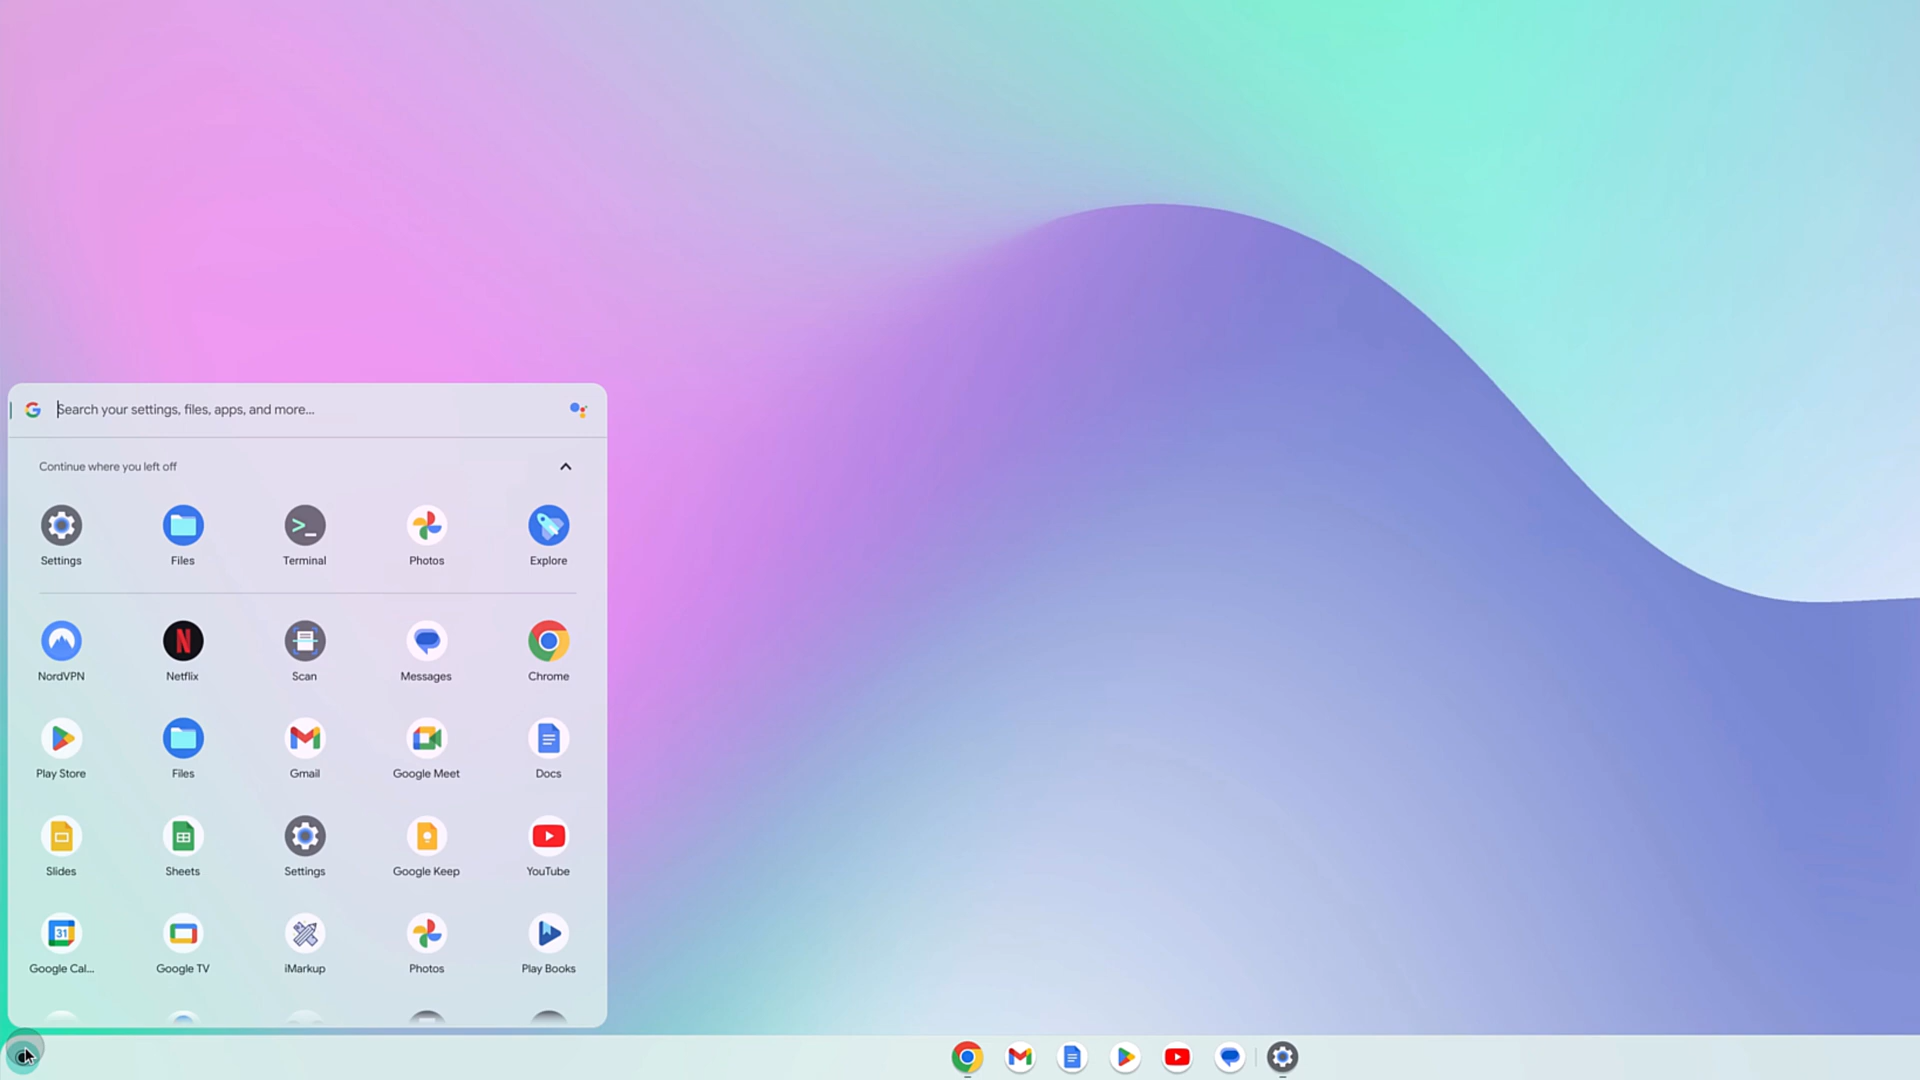 Search your settings, files, apps, and more...
Continue where you left off
Settings Files Terminal Photos Explore
NordVPN Netflix Scan Messages Chrome
Play Store Files Gmail Google Meet Docs
Slides Sheets Settings Google Keep YouTube
31
Google Cal... Google TV iMarkup Photos Play Books